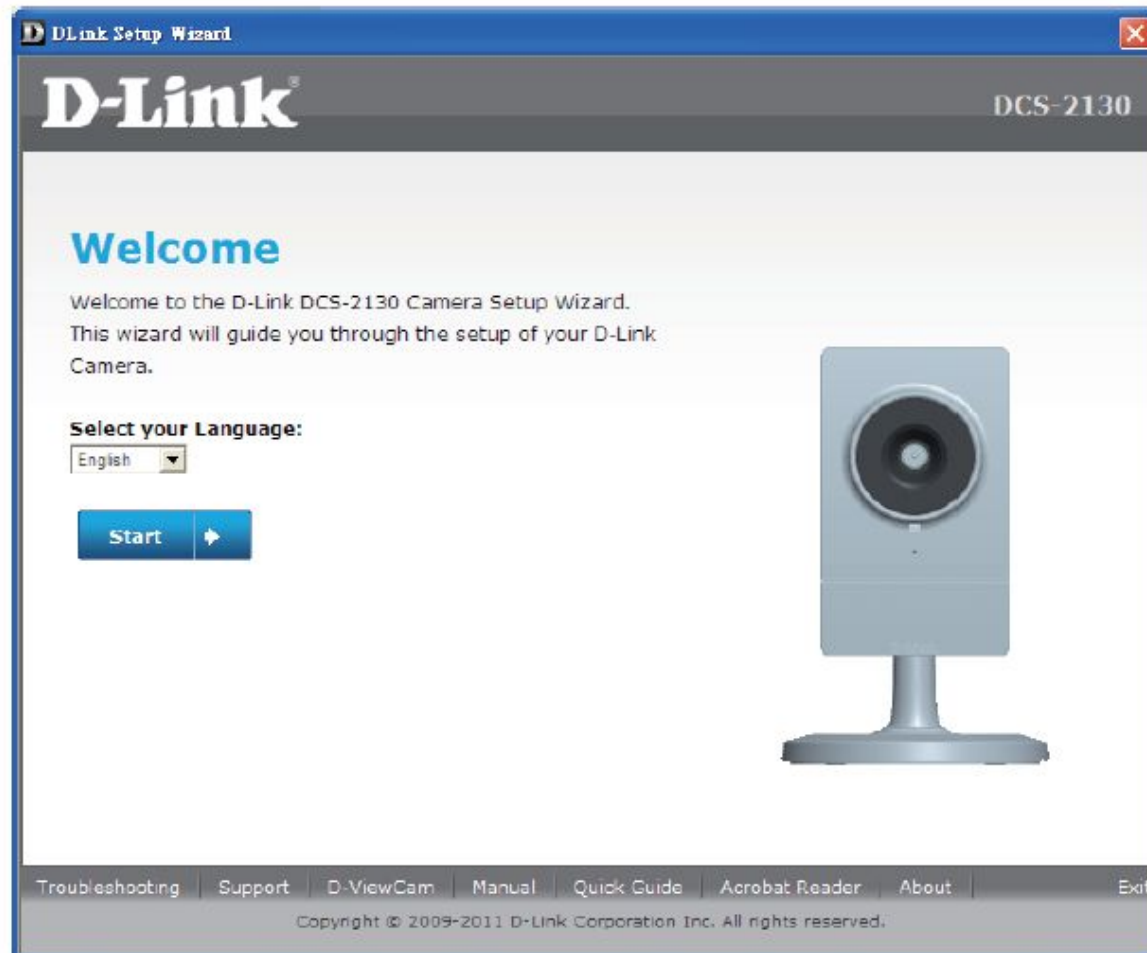 DLink Setup Wizard
D-Link®
DCS-2130
Welcome
Welcome to the D-Link DCS-2130 Camera Setup Wizard.
This wizard will guide you through the setup of your D-Link
Camera.
Select your Language:
English
Start
Troubleshooting Support D-ViewCam Manual Quick Guide Acrobat Reader About Exit
Copyright © 2009-2011 D-Link Corporation Inc. All rights reserved.